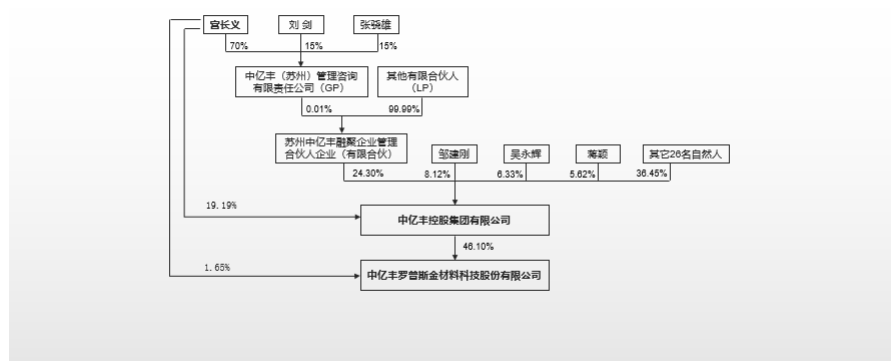 宫长义
刘剑
张骁雄
70%
15%
15%
中亿丰（苏州）管理咨询
有限责任公司（GP）
其他有限合伙人
（LP）
0.01%
99.99%
苏州中亿丰融聚企业管理
合伙人企业（有限合伙）
邹建刚
吴永辉
蒋颖
其它26名自然人
24.30%
8.12%
6.33%
5.62%
36.45%
19.19%
中亿丰控股集团有限公司
46.10%
1.65%
中亿丰罗普斯金材料科技股份有限公司